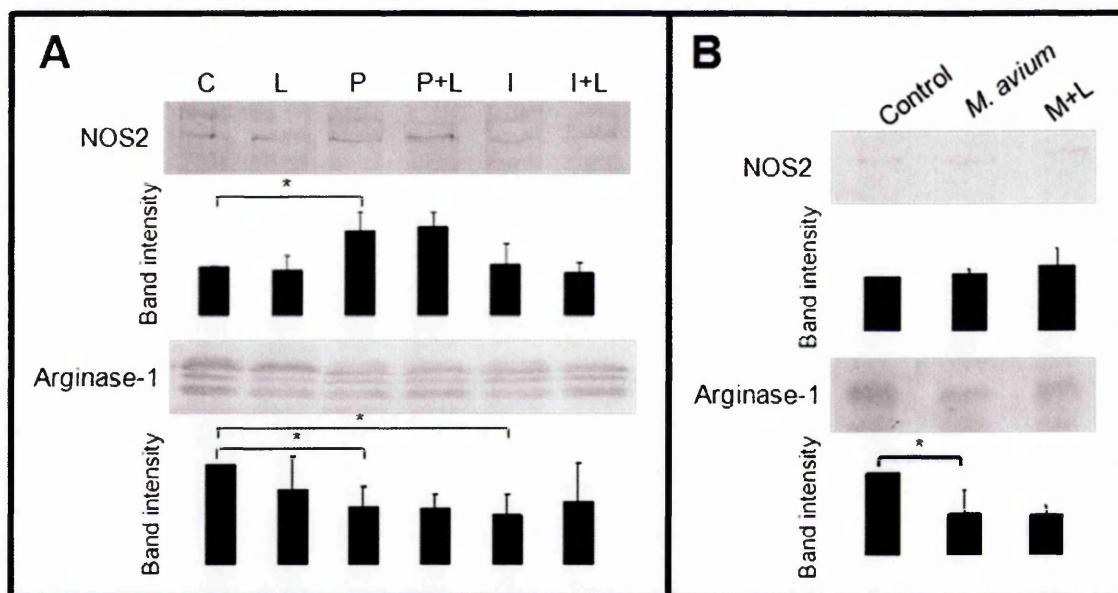 A
C L P P+L I I+L
NOS2
*
Band intensity
Arginase-1
*
*
Band intensity
B
Control M. avium M+L
NOS2
Band intensity
Arginase-1
*
Band intensity